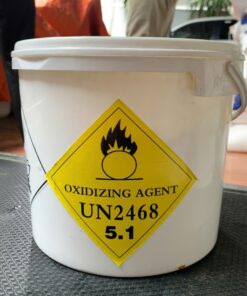 OXIDIZING AGENT
UN2468
5.1